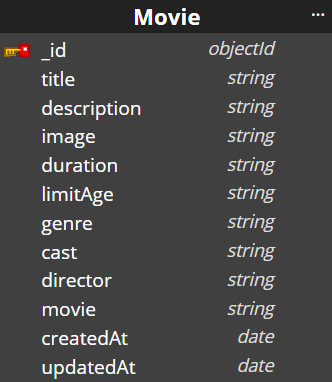 Movie ...
_id objectId
title string
description string
image string
duration string
limitAge string
genre string
cast string
director string
movie string
createdAt date
updatedAt date